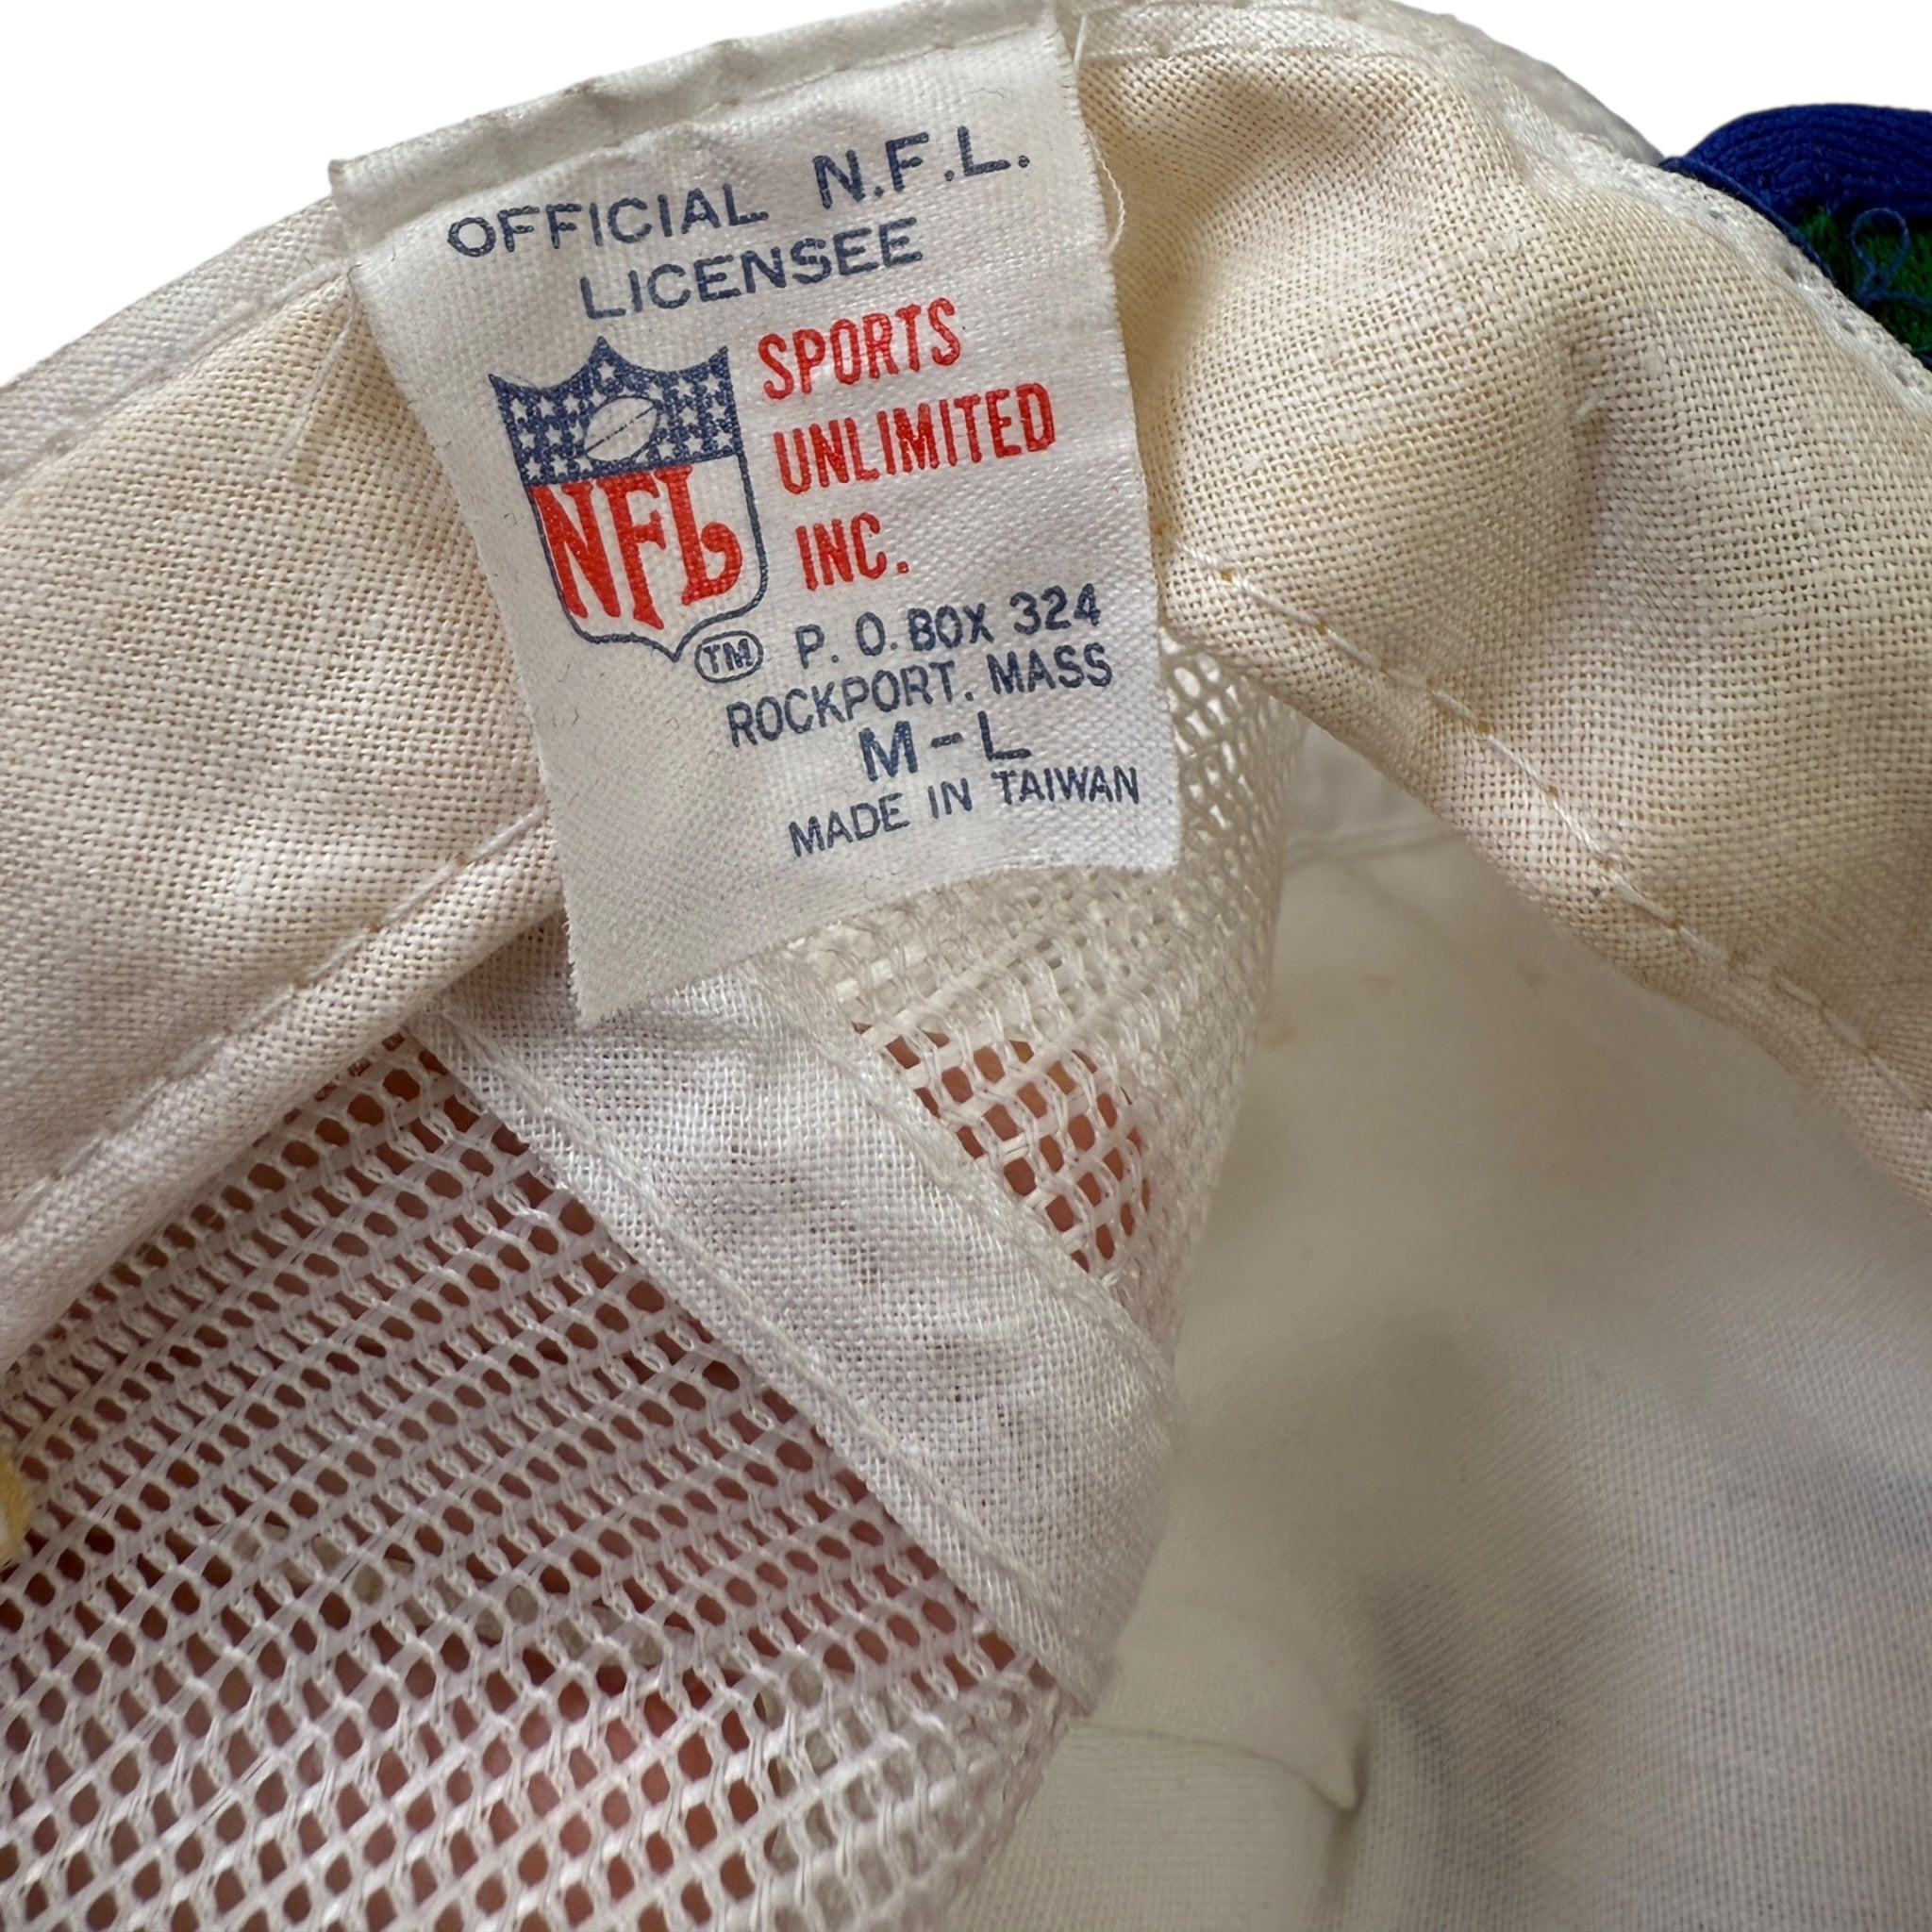 OFFICIAL N.F.L.
LICENSEE
NFL
SPORTS
UNLIMITED
INC.
TM
P. O. BOX 324
ROCKPORT, MASS
M-L
MADE IN TAIWAN